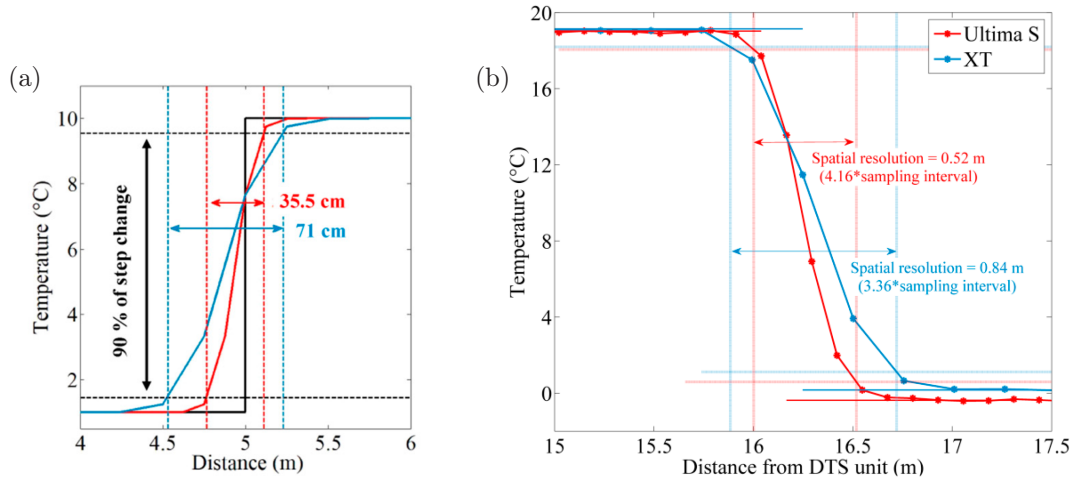 (a)
Temperature (°C)
10
8
6
4
2
90 % of step change
35.5 cm
71 cm
4
4.5
5
5.5
6
Distance (m)
(b)
Temperature (°C)
20
16
12
8
4
0
Ultima S
XT
Spatial resolution = 0.52 m
(4.16*sampling interval)
Spatial resolution = 0.84 m
(3.36*sampling interval)
15
15.5
16
16.5
17
17.5
Distance from DTS unit (m)